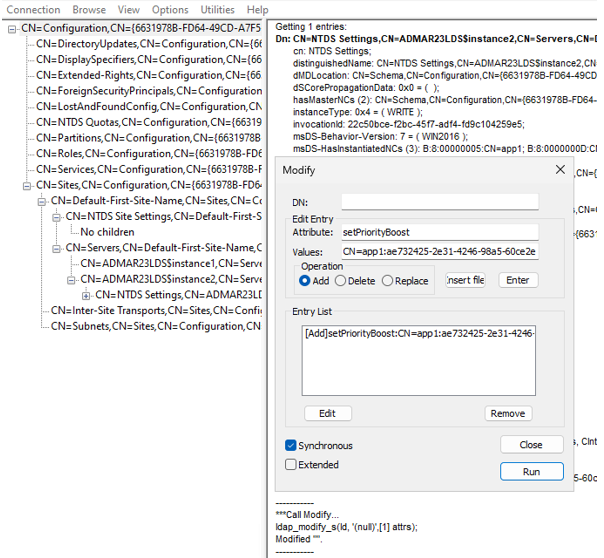 Connection Browse View Options Utilities Help
CN=Configuration,CN={6631978B-FD64-49CD-A7F5
CN=DirectoryUpdates,CN=Configuration,CN={66
CN=DisplaySpecifiers,CN=Configuration,CN={663
CN=Extended-Rights,CN=Configuration,CN={663
CN=ForeignSecurityPrincipals,CN=Configuration,
CN=LostAndFoundConfig,CN=Configuration,CN=
CN=NTDS Quotas,CN=Configuration,CN={66319
CN=Partitions,CN=Configuration,CN={6631978B
CN=Roles,CN=Configuration,CN={6631978B-FD6
CN=Services,CN=Configuration,CN={6631978B-F
CN=Sites,CN=Configuration,CN={6631978B-FD64
CN=Default-First-Site-Name,CN=Sites,CN=Co
CN=NTDS Site Settings,CN=Default-First-
No children
CN=Servers,CN=Default-First-Site-Name,
CN=ADMAR23LDS$instance1,CN=Serve
CN=ADMAR23LDS$instance2,CN=Serve
CN=NTDS Settings,CN=ADMAR23LD
CN=Inter-Site Transports,CN=Sites,CN=Config
CN=Subnets,CN=Sites,CN=Configuration,CN=
Getting 1 entries:
Dn: CN=NTDS Settings,CN=ADMAR23LDS$instance2,CN=Servers,CN=D
cn: NTDS Settings;
distinguishedName: CN=NTDS Settings,CN=ADMAR23LDS$instance2,CN=
dMDLocation: CN=Schema,CN=Configuration,CN={6631978B-FD64-49CD
dSCorePropagationData: 0x0 = ( );
hasMasterNCs (2): CN=Schema,CN=Configuration,CN={6631978B-FD64-
instanceType: 0x4 = ( WRITE );
invocationId: 22c50bce-f2bc-45f7-adf4-fd9c104259e5;
msDS-Behavior-Version: 7 = ( WIN2016 );
msDS-HasInstantiatedNCs (3): B:8:00000005:CN=app1; B:8:0000000D:CN
Modify
DN:
Edit Entry
Attribute: setPriorityBoost
Values: CN=app1:ae732425-2e31-4246-98a5-60ce2e
Operation
Add Delete Replace Insert file Enter
Entry List
[Add]setPriorityBoost:CN=app1:ae732425-2e31-4246-
Edit Remove
Synchronous Close
Extended Run
-----------
***Call Modify...
ldap_modify_s(ld, '(null)',[1] attrs);
Modified "".
-----------